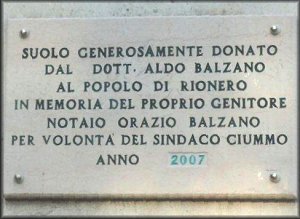 SUOLO GENEROSAMENTE DONATO
DAL DOTT. ALDO BALZANO
AL POPOLO DI RIONERO
IN MEMORIA DEL PROPRIO GENITORE
NOTAIO ORAZIO BALZANO
PER VOLONTA' DEL SINDACO CIUMMO
ANNO 2007